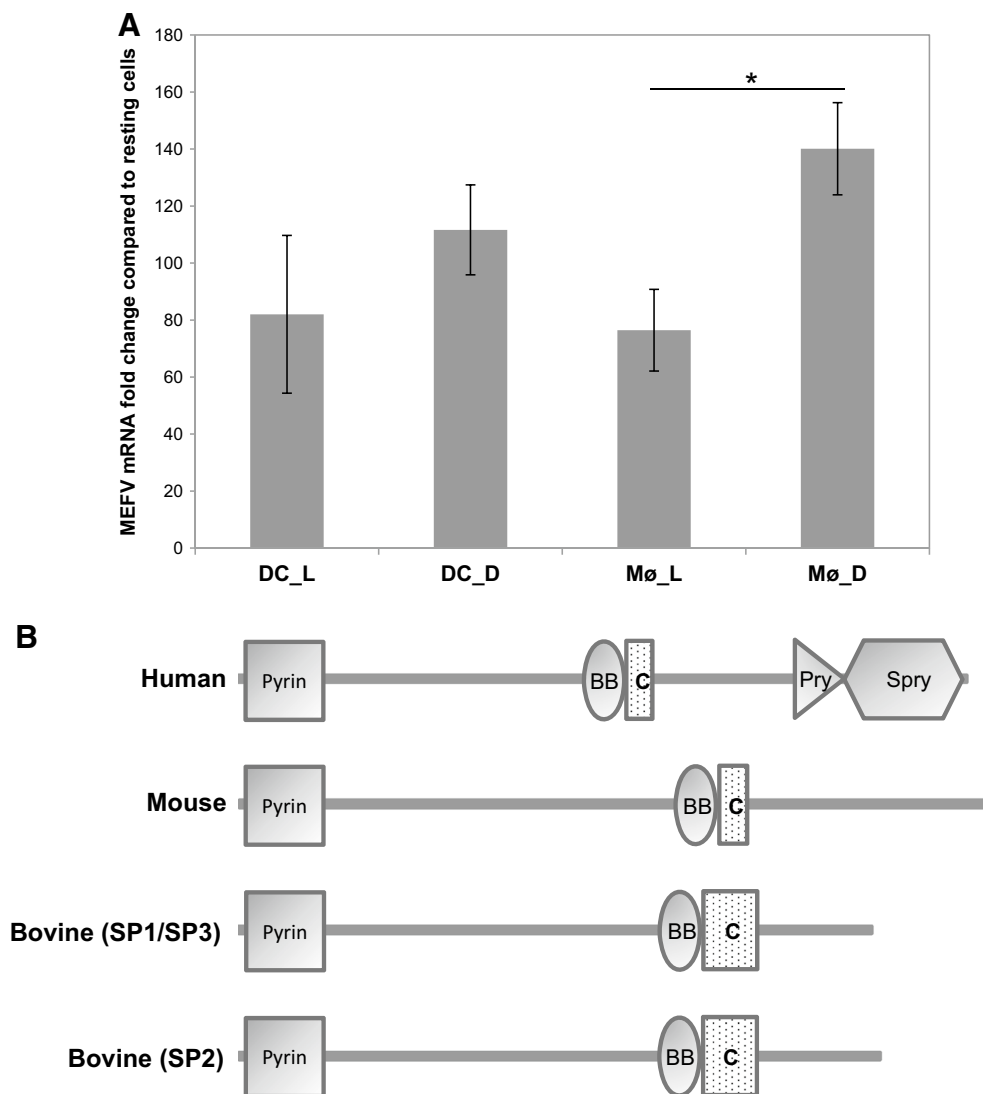 A
MEFV mRNA fold change compared to resting cells
180
160
140
120
100
80
60
40
20
0
*
DC_L DC_D Mø_L Mø_D
B
Human Pyrin BB C Pry Spry
Mouse Pyrin BB C
Bovine (SP1/SP3) Pyrin BB C
Bovine (SP2) Pyrin BB C